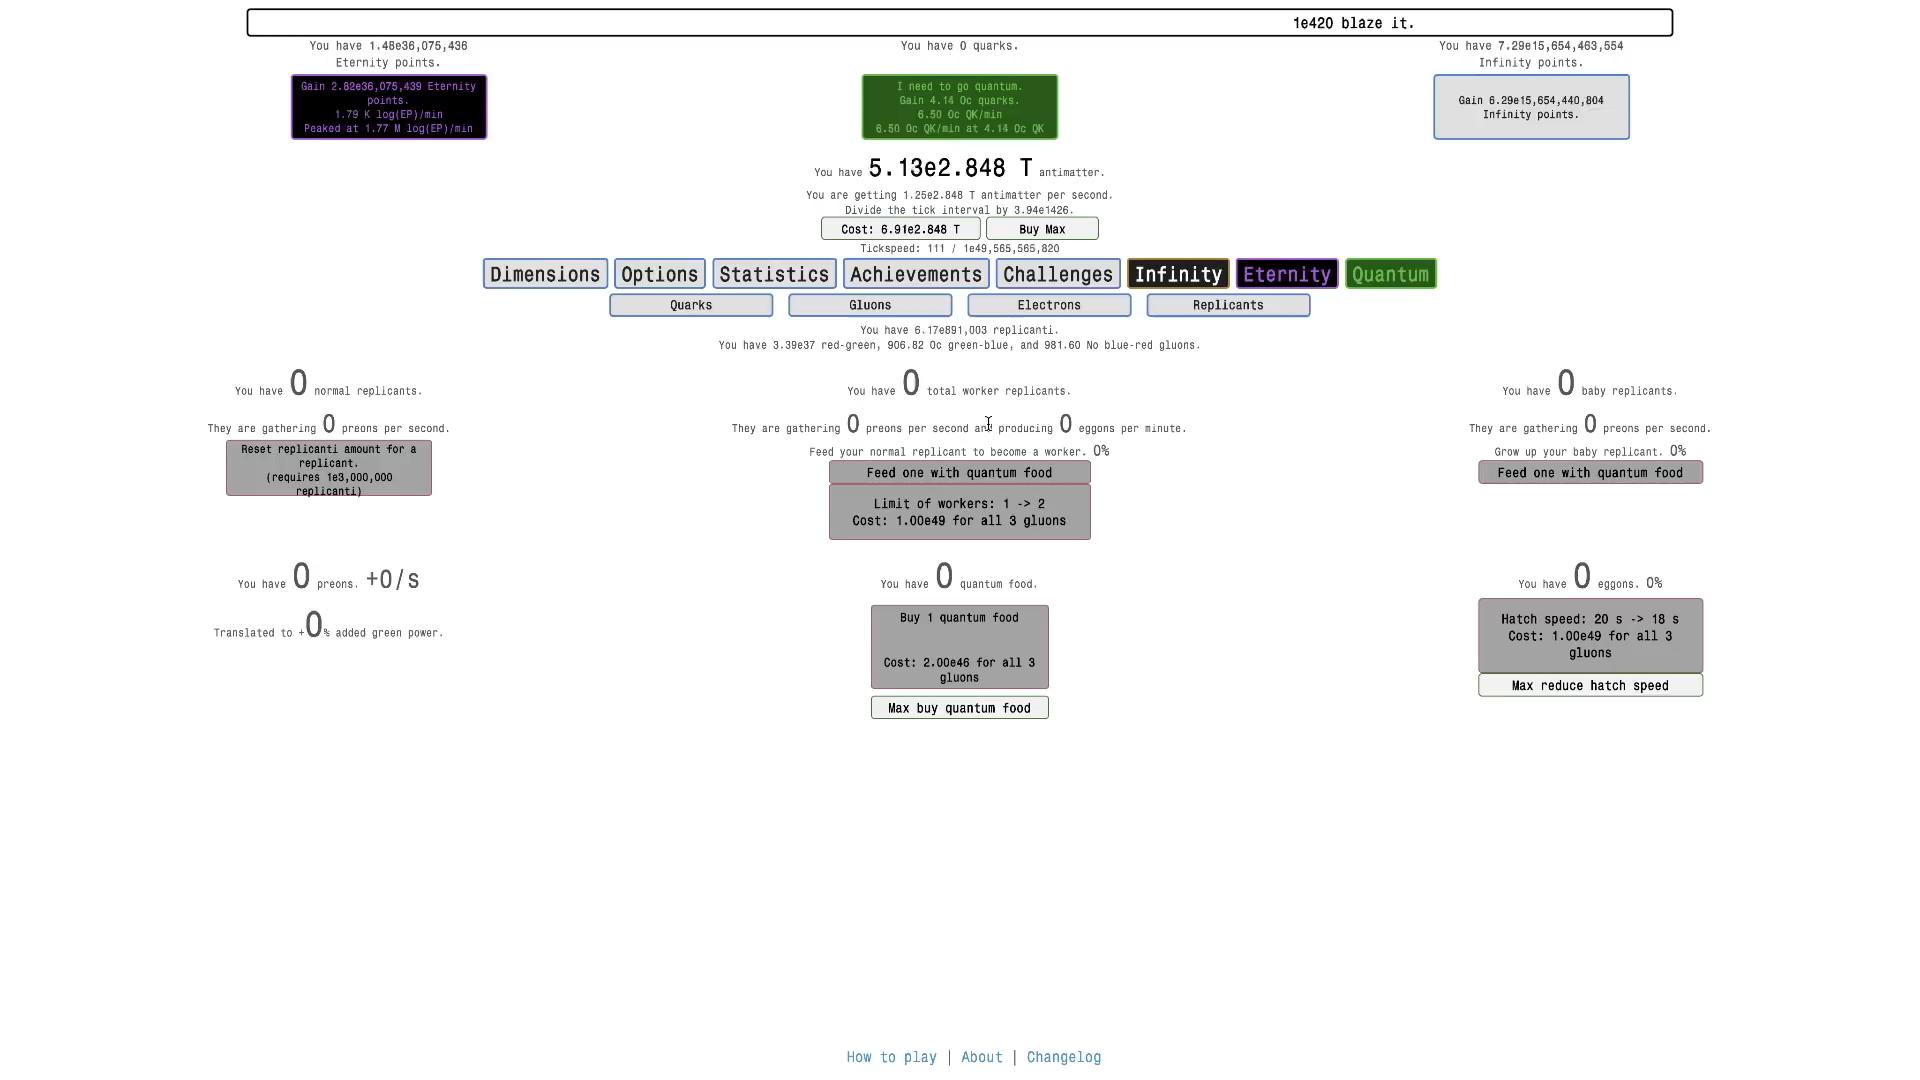 1e420 blaze it.
You have 1.48e36,075,436
Eternity points.
You have 0 quarks.
You have 7.29e15,654,463,554
Infinity points.
Gain 2.82e36,075,439 Eternity
points.
1.79 K log(EP)/min
Peaked at 1.77 M log(EP)/min
I need to go quantum.
Gain 4.14 Oc quarks.
6.50 Oc QK/min
6.50 Oc QK/min at 4.14 Oc QK
Gain 6.29e15,654,440,804
Infinity points.
You have 5.13e2.848 T antimatter.
You are getting 1.25e2.848 T antimatter per second.
Divide the tick interval by 3.94e1426.
Cost: 6.91e2.848 T
Buy Max
Tickspeed: 111 / 1e49,565,565,820
Dimensions
Options
Statistics
Achievements
Challenges
Infinity
Eternity
Quantum
Quarks
Gluons
Electrons
Replicants
You have 6.17e891,003 replicanti.
You have 3.39e37 red-green, 906.82 Oc green-blue, and 981.60 No blue-red gluons.
You have 0 normal replicants.
They are gathering 0 preons per second.
Reset replicanti amount for a
replicant.
(requires 1e3,000,000
replicanti)
You have 0 total worker replicants.
They are gathering 0 preons per second and producing 0 eggons per minute.
Feed your normal replicant to become a worker. 0%
Feed one with quantum food
Limit of workers: 1 -> 2
Cost: 1.00e49 for all 3 gluons
You have 0 baby replicants.
They are gathering 0 preons per second.
Grow up your baby replicant. 0%
Feed one with quantum food
You have 0 preons. +0/s
Translated to +0% added green power.
You have 0 quantum food.
Buy 1 quantum food
Cost: 2.00e46 for all 3
gluons
Max buy quantum food
You have 0 eggons. 0%
Hatch speed: 20 s -> 18 s
Cost: 1.00e49 for all 3
gluons
Max reduce hatch speed
How to play | About | Changelog